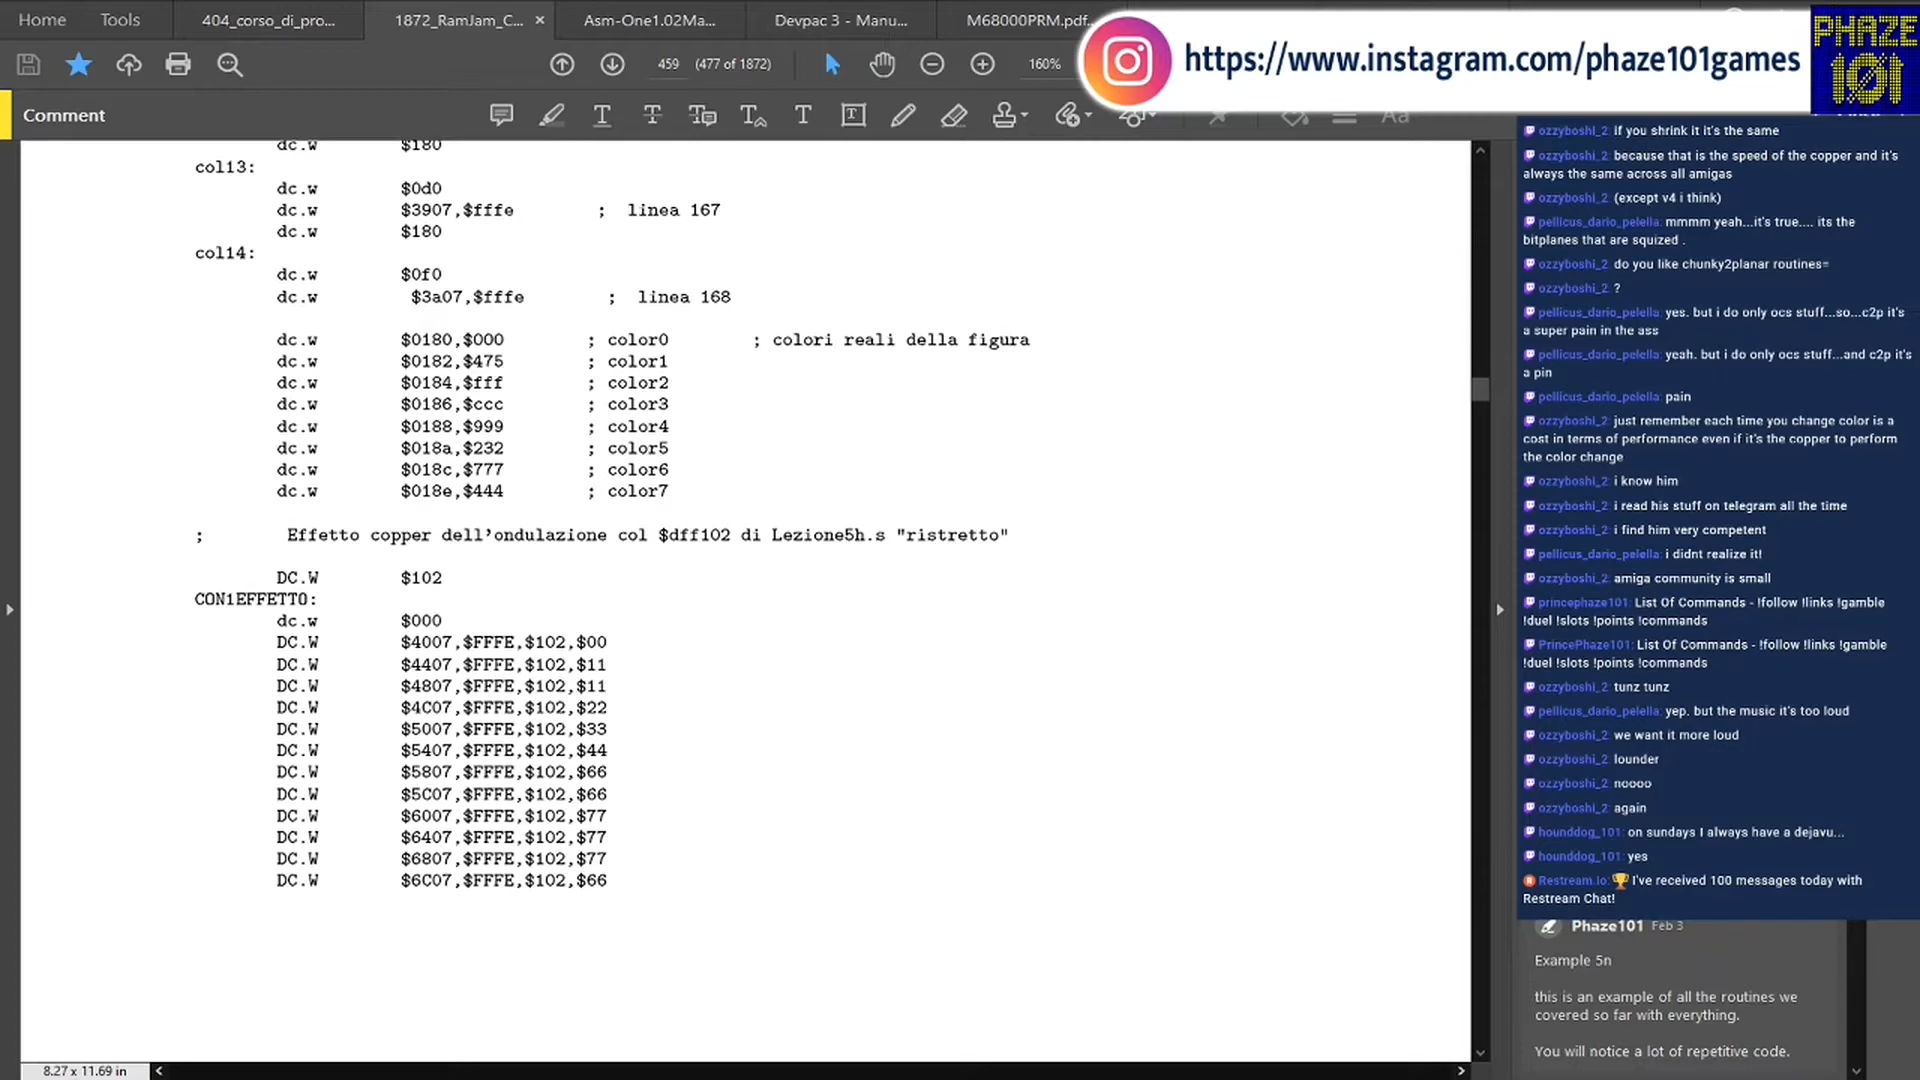 Home Tools 404_corso_di_pro... 1872_RamJam_C... × Asm-One1.02Ma... Devpac 3 - Manu... M68000PRM.pdf...
https://www.instagram.com/phaze101games
PHAZE
101
459 (477 of 1872) 160%
Comment
dc.w $180
col13:
dc.w $0d0
dc.w $3907,$fffe ; linea 167
dc.w $180
col14:
dc.w $0f0
dc.w $3a07,$fffe ; linea 168
dc.w $0180,$000 ; color0 ; colori reali della figura
dc.w $0182,$475 ; color1
dc.w $0184,$fff ; color2
dc.w $0186,$ccc ; color3
dc.w $0188,$999 ; color4
dc.w $018a,$232 ; color5
dc.w $018c,$777 ; color6
dc.w $018e,$444 ; color7
; Effetto copper dell'ondulazione col $dff102 di Lezione5h.s "ristretto"
DC.W $102
CON1EFFETTO:
dc.w $000
DC.W $4007,$FFFE,$102,$00
DC.W $4407,$FFFE,$102,$11
DC.W $4807,$FFFE,$102,$11
DC.W $4C07,$FFFE,$102,$22
DC.W $5007,$FFFE,$102,$33
DC.W $5407,$FFFE,$102,$44
DC.W $5807,$FFFE,$102,$66
DC.W $5C07,$FFFE,$102,$66
DC.W $6007,$FFFE,$102,$77
DC.W $6407,$FFFE,$102,$77
DC.W $6807,$FFFE,$102,$77
DC.W $6C07,$FFFE,$102,$66
8.27 x 11.69 in
ozzyboshi_2: if you shrink it it's the same
ozzyboshi_2: because that is the speed of the copper and it's
always the same across all amigas
ozzyboshi_2: (except v4 i think)
pellicus_dario_pelella: mmmm yeah...it's true.... its the
bitplanes that are squized .
ozzyboshi_2: do you like chunky2planar routines=
ozzyboshi_2: ?
pellicus_dario_pelella: yes. but i do only ocs stuff...so...c2p it's
a super pain in the ass
pellicus_dario_pelella: yeah. but i do only ocs stuff...and c2p it's
a pin
pellicus_dario_pelella: pain
ozzyboshi_2: just remember each time you change color is a
cost in terms of performance even if it's the copper to perform
the color change
ozzyboshi_2: i know him
ozzyboshi_2: i read his stuff on telegram all the time
ozzyboshi_2: i find him very competent
pellicus_dario_pelella: i didnt realize it!
ozzyboshi_2: amiga community is small
princephaze101: List Of Commands - !follow !links !gamble
!duel !slots !points !commands
PrincePhaze101: List Of Commands - !follow !links !gamble
!duel !slots !points !commands
ozzyboshi_2: tunz tunz
pellicus_dario_pelella: yep. but the music it's too loud
ozzyboshi_2: we want it more loud
ozzyboshi_2: lounder
ozzyboshi_2: noooo
ozzyboshi_2: again
hounddog_101: on sundays I always have a dejavu...
hounddog_101: yes
Restream.io: 🏆 I've received 100 messages today with
Restream Chat!
Phaze101 Feb 3
Example 5n
this is an example of all the routines we
covered so far with everything.
You will notice a lot of repetitive code.